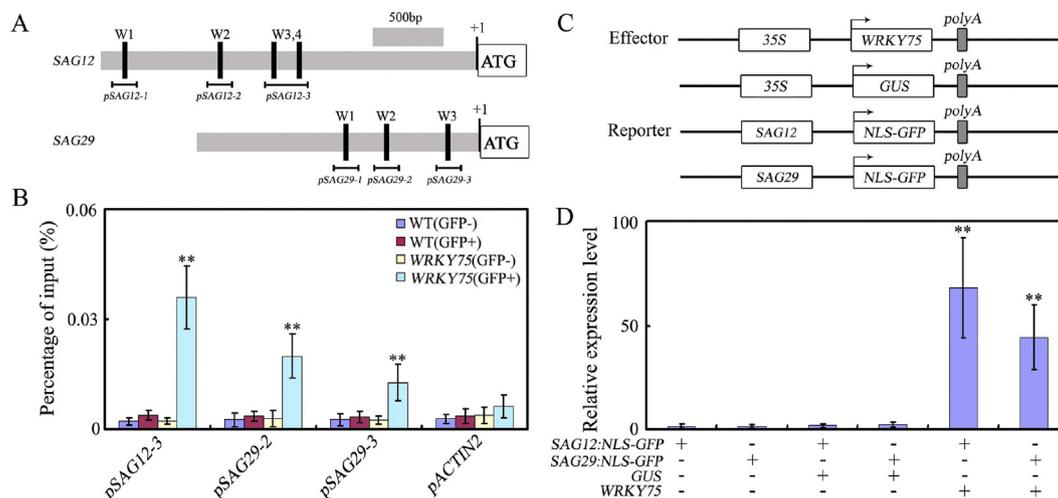 A
500bp
W1 W2 W3,4 +1
SAG12 ATG
pSAG12-1 pSAG12-2 pSAG12-3
W1 W2 W3 +1
SAG29 ATG
pSAG29-1 pSAG29-2 pSAG29-3
B
Percentage of input (%)
0.06
0.03
0
WT(GFP-)
WT(GFP+)
WRKY75(GFP-)
WRKY75(GFP+)
** ** **
pSAG12-3 pSAG29-2 pSAG29-3 pACTIN2
C
polyA
Effector 35S WRKY75
polyA
35S GUS
polyA
Reporter SAG12 NLS-GFP
polyA
SAG29 NLS-GFP
D
Relative expression level
100
50
0
** **
SAG12:NLS-GFP + - + - + -
SAG29:NLS-GFP - + - + - +
GUS - - + + - -
WRKY75 - - - - + +